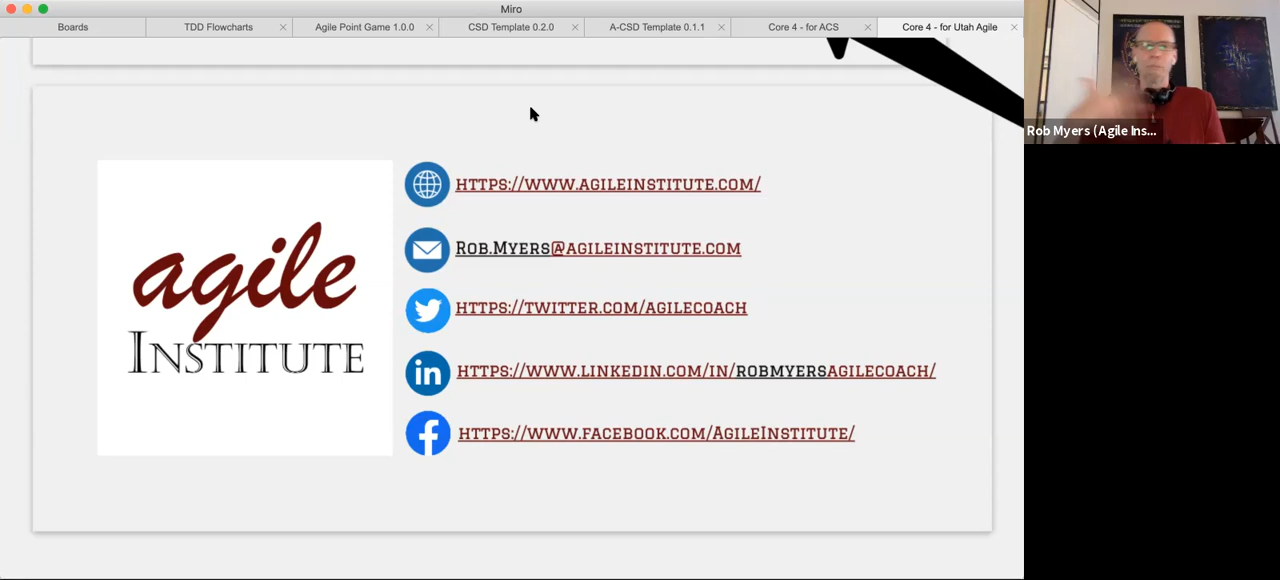 Miro
Boards
TDD Flowcharts
Agile Point Game 1.0.0
CSD Template 0.2.0
A-CSD Template 0.1.1
Core 4 - for ACS
Core 4 - for Utah Agile
Rob Myers (Agile Ins...
agile
Institute
https://www.agileinstitute.com/
Rob.Myers@agileinstitute.com
https://twitter.com/agilecoach
https://www.linkedin.com/in/robmyersagilecoach/
https://www.facebook.com/AgileInstitute/